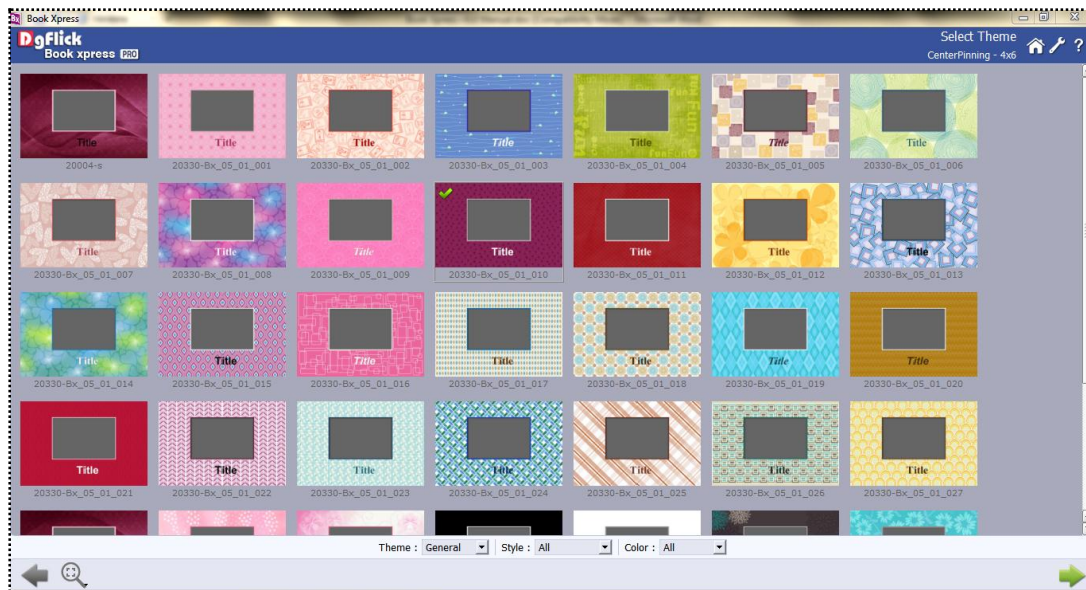 Book Xpress
DgFlick
Book xpress PRO
Select Theme
CenterPinning - 4x6
?
Title Title Title Title Title Title Title
20004-s 20330-Bx_05_01_001 20330-Bx_05_01_002 20330-Bx_05_01_003 20330-Bx_05_01_004 20330-Bx_05_01_005 20330-Bx_05_01_006
Title Title Title Title Title Title Title
20330-Bx_05_01_007 20330-Bx_05_01_008 20330-Bx_05_01_009 20330-Bx_05_01_010 20330-Bx_05_01_011 20330-Bx_05_01_012 20330-Bx_05_01_013
Title Title Title Title Title Title Title
20330-Bx_05_01_014 20330-Bx_05_01_015 20330-Bx_05_01_016 20330-Bx_05_01_017 20330-Bx_05_01_018 20330-Bx_05_01_019 20330-Bx_05_01_020
Title Title Title Title Title Title Title
20330-Bx_05_01_021 20330-Bx_05_01_022 20330-Bx_05_01_023 20330-Bx_05_01_024 20330-Bx_05_01_025 20330-Bx_05_01_026 20330-Bx_05_01_027
Theme : General Style : All Color : All